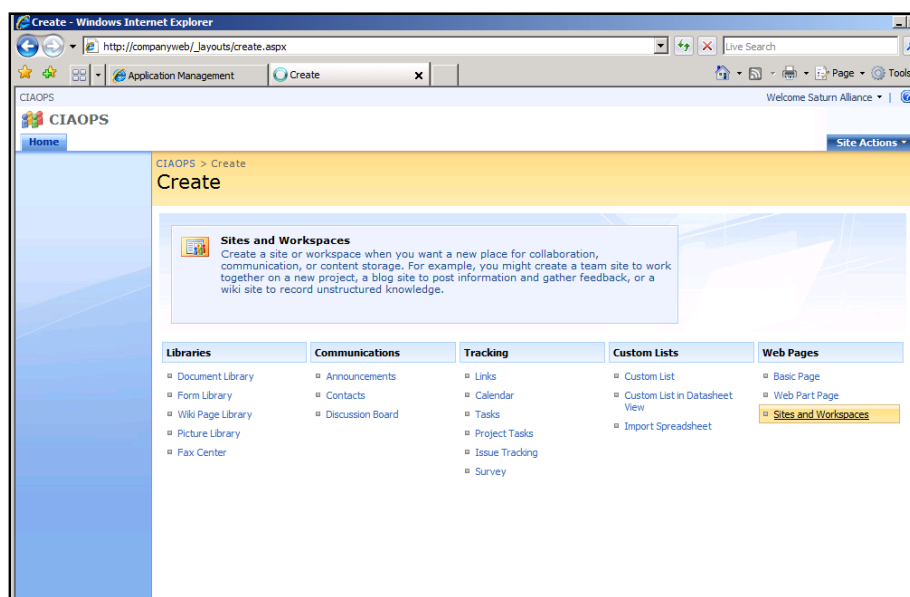 Create - Windows Internet Explorer
http://companyweb/_layouts/create.aspx
Live Search
Application Management
Create
Page
Tools
CIAOPS
Welcome Saturn Alliance
CIAOPS
Home
Site Actions
CIAOPS > Create
Create
Sites and Workspaces
Create a site or workspace when you want a new place for collaboration,
communication, or content storage. For example, you might create a team site to work
together on a new project, a blog site to post information and gather feedback, or a
wiki site to record unstructured knowledge.
Libraries
Document Library
Form Library
Wiki Page Library
Picture Library
Fax Center
Communications
Announcements
Contacts
Discussion Board
Tracking
Links
Calendar
Tasks
Project Tasks
Issue Tracking
Survey
Custom Lists
Custom List
Custom List in Datasheet
View
Import Spreadsheet
Web Pages
Basic Page
Web Part Page
Sites and Workspaces